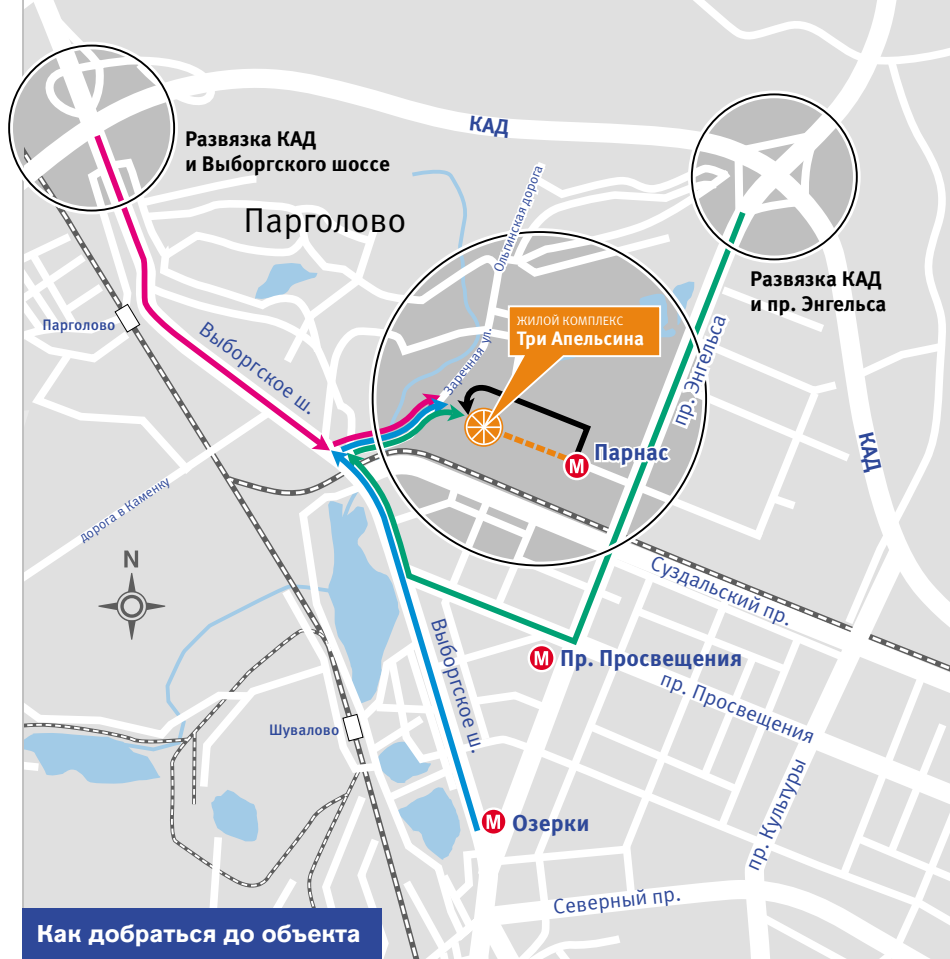 КАД
Развязка КАД
и Выборгского шоссе
Ольгинская дорога
Парголово
Развязка КАД
и пр. Энгельса
ЖИЛОЙ КОМПЛЕКС
Три Апельсина
Парголово
Выборгское ш.
Заречная ул.
пр. Энгельса
КАД
М Парнас
дорога в Каменку
N
Суздальский пр.
Выборгское ш.
М Пр. Просвещения
пр. Просвещения
Шувалово
пр. Культуры
М Озерки
Северный пр.
Как добраться до объекта